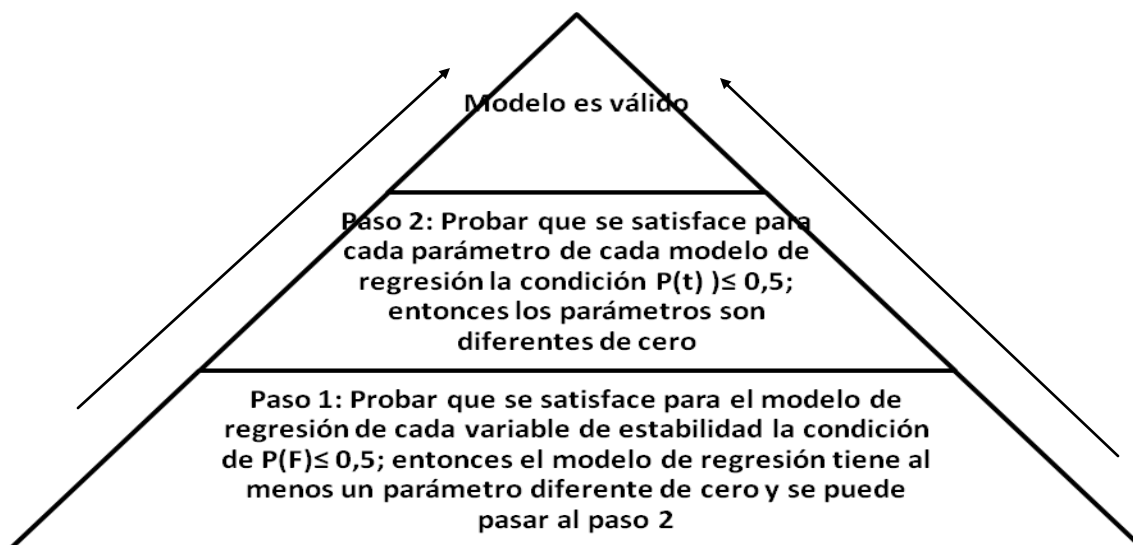 Modelo es válido
Paso 2: Probar que se satisface para
cada parámetro de cada modelo de
regresión la condición P(t) )≤ 0,5;
entonces los parámetros son
diferentes de cero
Paso 1: Probar que se satisface para el modelo de
regresión de cada variable de estabilidad la condición
de P(F)≤ 0,5; entonces el modelo de regresión tiene al
menos un parámetro diferente de cero y se puede
pasar al paso 2